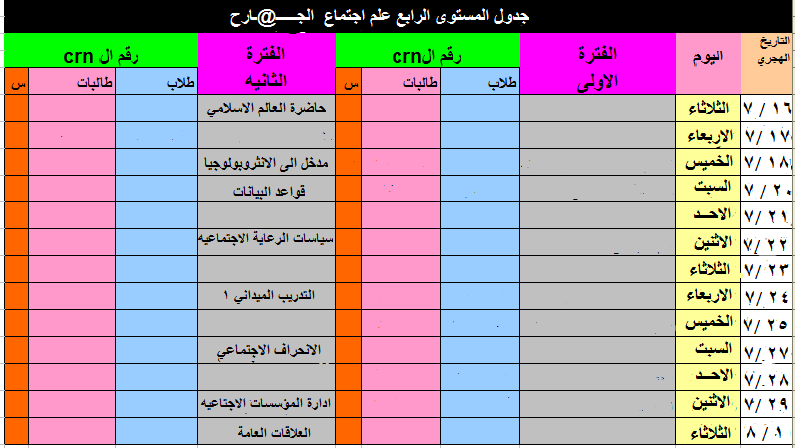 جدول المستوى الرابع علم اجتماع الجـــــ@ـارح
التاريخ الهجري اليوم الفترة الاولى رقم الcrn الفترة الثانيه رقم ال crn
طلاب طالبات س طلاب طالبات س
٧ / ١٦ الثلاثاء حاضرة العالم الاسلامي
٧ / ١٧ الاربعاء
٧ / ١٨ الخميس مدخل الى الانثروبولوجيا
٧ / ٢٠ السبت قواعد البيانات
٧ / ٢١ الاحــد
٧ / ٢٢ الاثنين سياسات الرعاية الاجتماعيه
٧ / ٢٣ الثلاثاء
٧ / ٢٤ الاربعاء التدريب الميداني ١
٧ / ٢٥ الخميس
٧ / ٢٧ السبت الانحراف الاجتماعي
٧ / ٢٨ الاحــد
٧ / ٢٩ الاثنين ادارة المؤسسات الاجتاعيه
٨ / ١ الثلاثاء العلاقات العامة